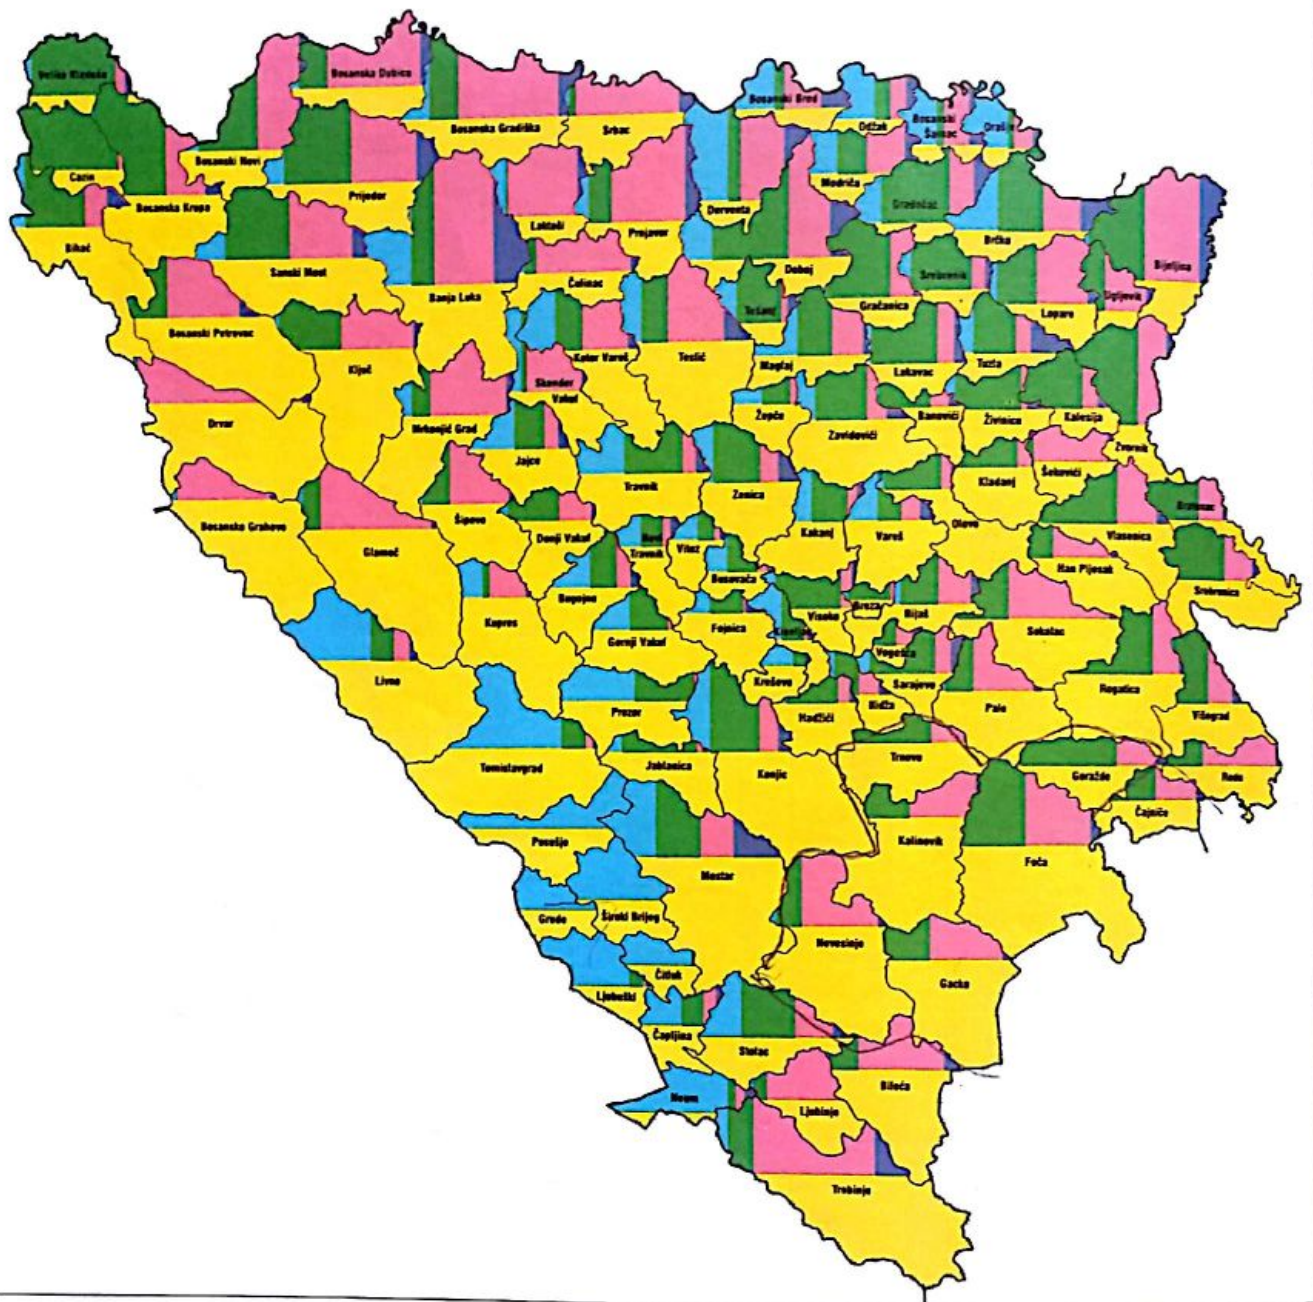 Velika Kladuša
Bosanska Dubica
Bosanski Brod
Odžak
Bosanski
Šamac
Orašje
Bosanska Gradiška
Srbac
Bosanski Novi
Cazin
Prijedor
Bosanska Krupa
Modriča
Derventa
Gradačac
Laktaši
Prnjavor
Brčko
Bihać
Sanski Most
Banja Luka
Čelinac
Doboj
Srebrenik
Bijeljina
Ugljevik
Gračanica
Lopare
Tešanj
Bosanski Petrovac
Ključ
Kotor Varoš
Teslić
Maglaj
Lukavac
Tuzla
Skender
Vakuf
Drvar
Mrkonjić Grad
Žepče
Zavidovići
Banovići
Živinice
Kalesija
Zvornik
Jajce
Travnik
Zenica
Kladanj
Šekovići
Bosansko Grahovo
Šipovo
Bratunac
Glamoč
Donji Vakuf
Novi
Travnik
Vitez
Kakanj
Vareš
Olovo
Vlasenica
Han Pijesak
Busovača
Srebrenica
Kupres
Bugojno
Visoko
Breza
Ilijaš
Gornji Vakuf
Fojnica
Kiseljak
Sokolac
Vogošća
Livno
Kreševo
Sarajevo
Rogatica
Prozor
Hadžići
Ilidža
Pale
Višegrad
Tomislavgrad
Jablanica
Konjic
Trnovo
Goražde
Rudo
Čajniče
Posušje
Kalinovik
Foča
Mostar
Grude
Široki Brijeg
Nevesinje
Čitluk
Ljubuški
Gacko
Čapljina
Stolac
Bileća
Neum
Ljubinje
Trebinje